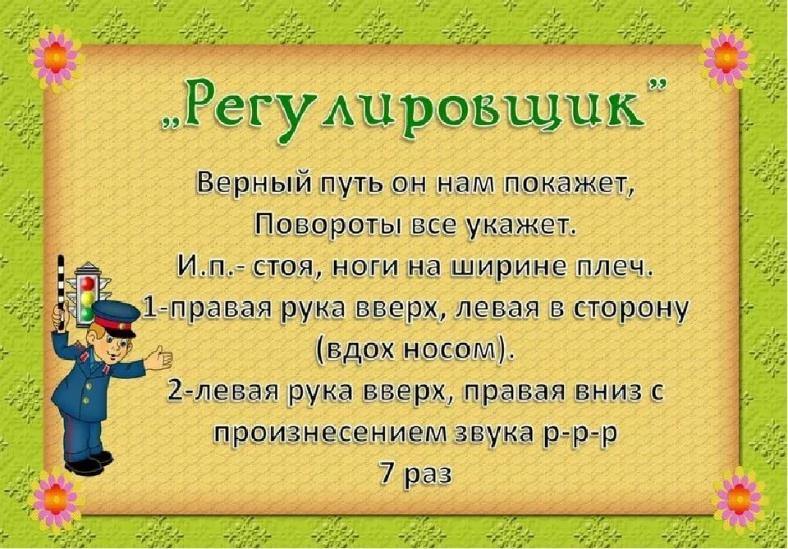 „Регулировщик”
Верный путь он нам покажет,
Повороты все укажет.
И.п.- стоя, ноги на ширине плеч.
1-правая рука вверх, левая в сторону
(вдох носом).
2-левая рука вверх, правая вниз с
произнесением звука р-р-р
7 раз